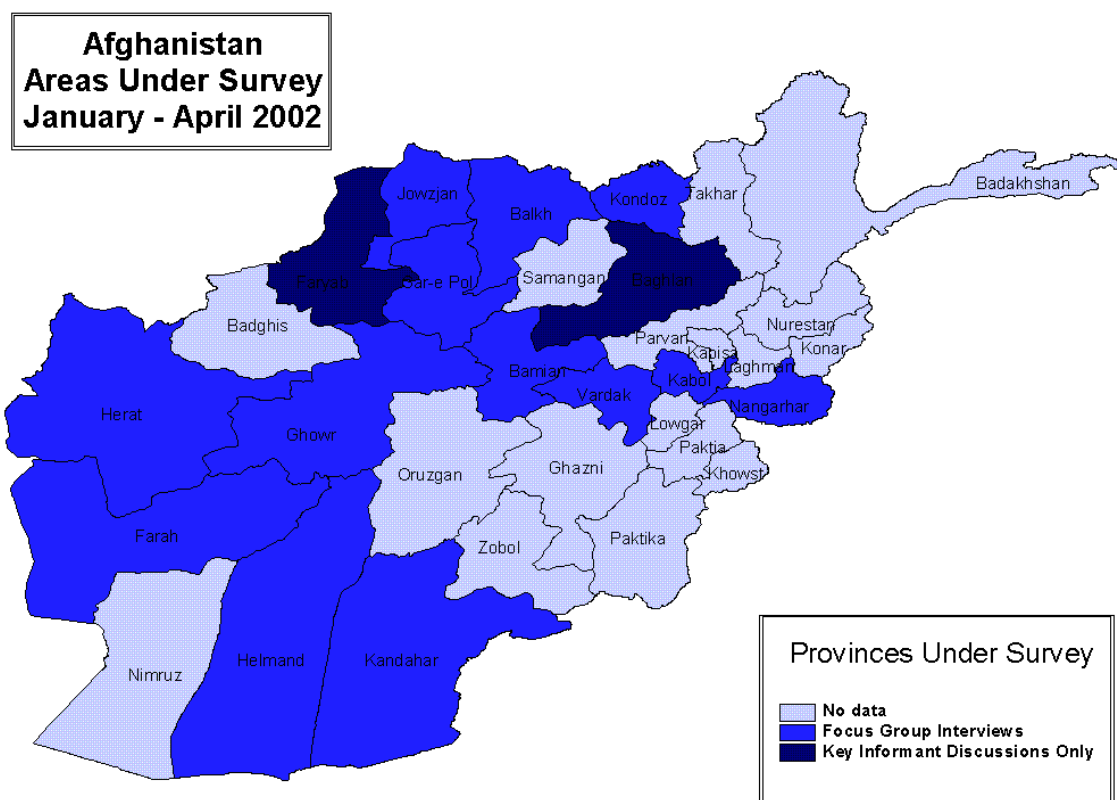 Afghanistan
Areas Under Survey
January - April 2002
Jowzjan
Balkh
Kondoz
Takhar
Badakhshan
Faryab
Sar-e Pol
Samangan
Baghlan
Badghis
Parvan
Nurestan
Kapisa
Konar
Laghman
Bamian
Vardak
Kabol
Nangarhar
Herat
Ghowr
Lowgar
Paktia
Khowst
Oruzgan
Ghazni
Farah
Zobol
Paktika
Nimruz
Helmand
Kandahar
Provinces Under Survey
No data
Focus Group Interviews
Key Informant Discussions Only